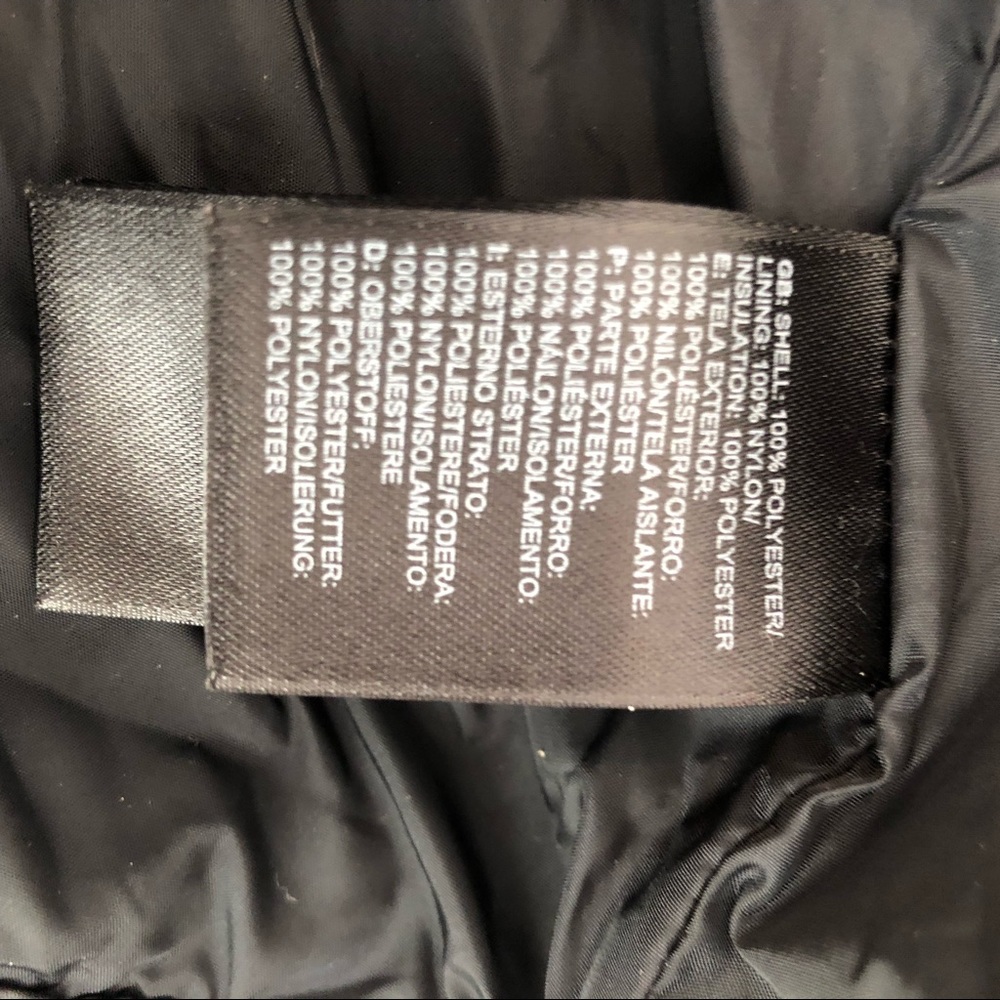 GB: SHELL: 100% POLYESTER/
LINING: 100% NYLON/
INSULATION: 100% POLYESTER
E: TELA EXTERIOR:
100% POLIÉSTER/FORRO:
100% NILÓN/TELA AISLANTE:
100% POLIÉSTER
P: PARTE EXTERNA:
100% POLIÉSTER/FORRO:
100% NÁILON/ISOLAMENTO:
100% POLIÉSTER
I: ESTERNO STRATO:
100% POLIESTERE/FODERA:
100% NYLON/ISOLAMENTO:
100% POLIESTERE
D: OBERSTOFF:
100% POLYESTER/FUTTER:
100% NYLON/ISOLIERUNG:
100% POLYESTER